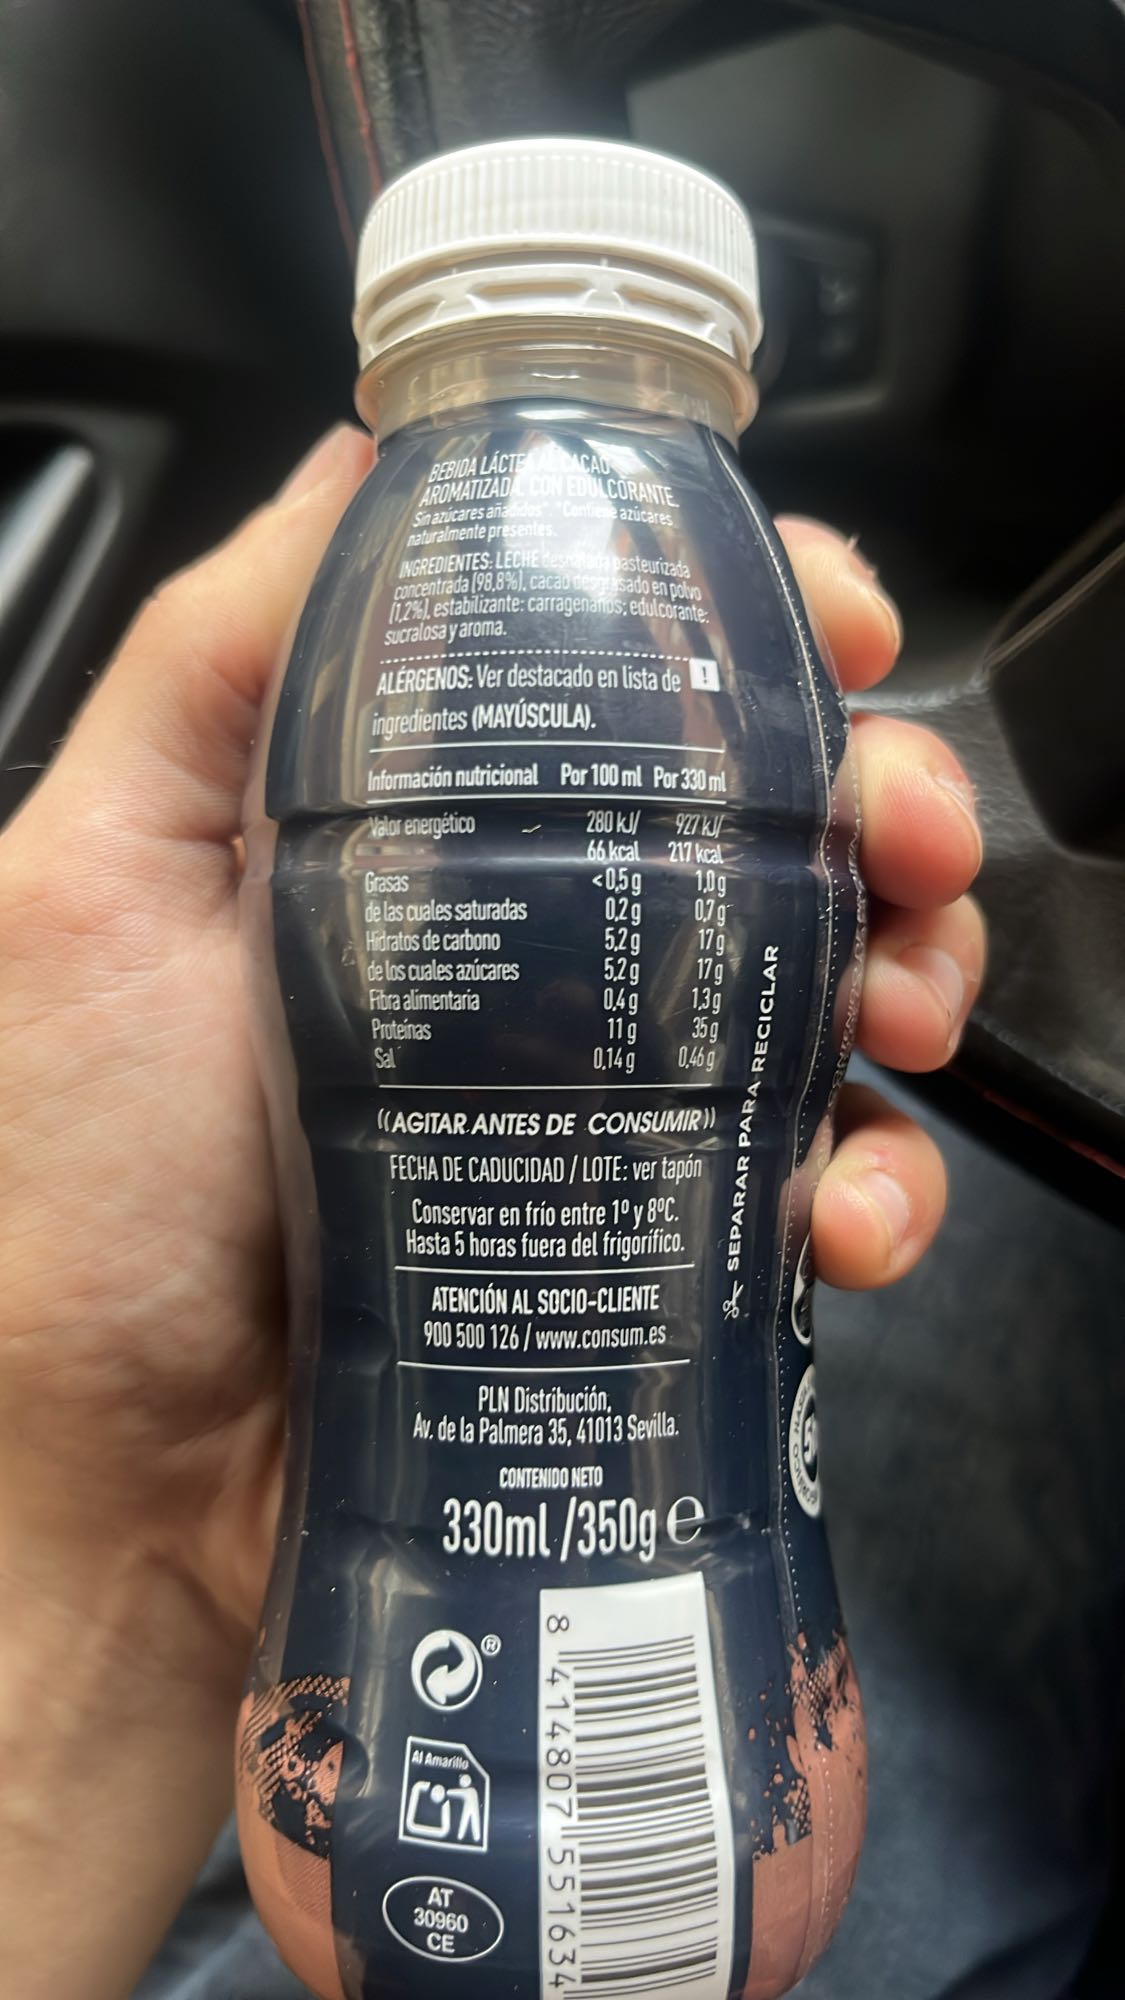 BEBIDA LÁCTEA AL CACAO
AROMATIZADA. CON EDULCORANTE.
Sin azúcares añadidos*. *Contiene azúcares
naturalmente presentes.
INGREDIENTES: LECHE desnatada pasteurizada
concentrada (98,8%), cacao desgrasado en polvo
(1,2%), estabilizante: carragenanos; edulcorante:
sucralosa y aroma.
ALÉRGENOS: Ver destacado en lista de !
ingredientes (MAYÚSCULA).
Información nutricional Por 100 ml Por 330 ml
Valor energético 280 kJ/ 927 kJ/
66 kcal 217 kcal
Grasas <0,5 g 1,0 g
de las cuales saturadas 0,2 g 0,7 g
Hidratos de carbono 5,2 g 17 g
de los cuales azúcares 5,2 g 17 g
Fibra alimentaria 0,4 g 1,3 g
Proteínas 11 g 35 g
Sal 0,14 g 0,46 g
((AGITAR ANTES DE CONSUMIR))
FECHA DE CADUCIDAD / LOTE: ver tapón
Conservar en frío entre 1º y 8ºC.
Hasta 5 horas fuera del frigorífico.
ATENCIÓN AL SOCIO-CLIENTE
900 500 126 / www.consum.es
PLN Distribución,
Av. de la Palmera 35, 41013 Sevilla.
CONTENIDO NETO
330ml /350g e
SEPARAR PARA RECICLAR
®
Al Amarillo
AT
30960
CE
8 414807 551634